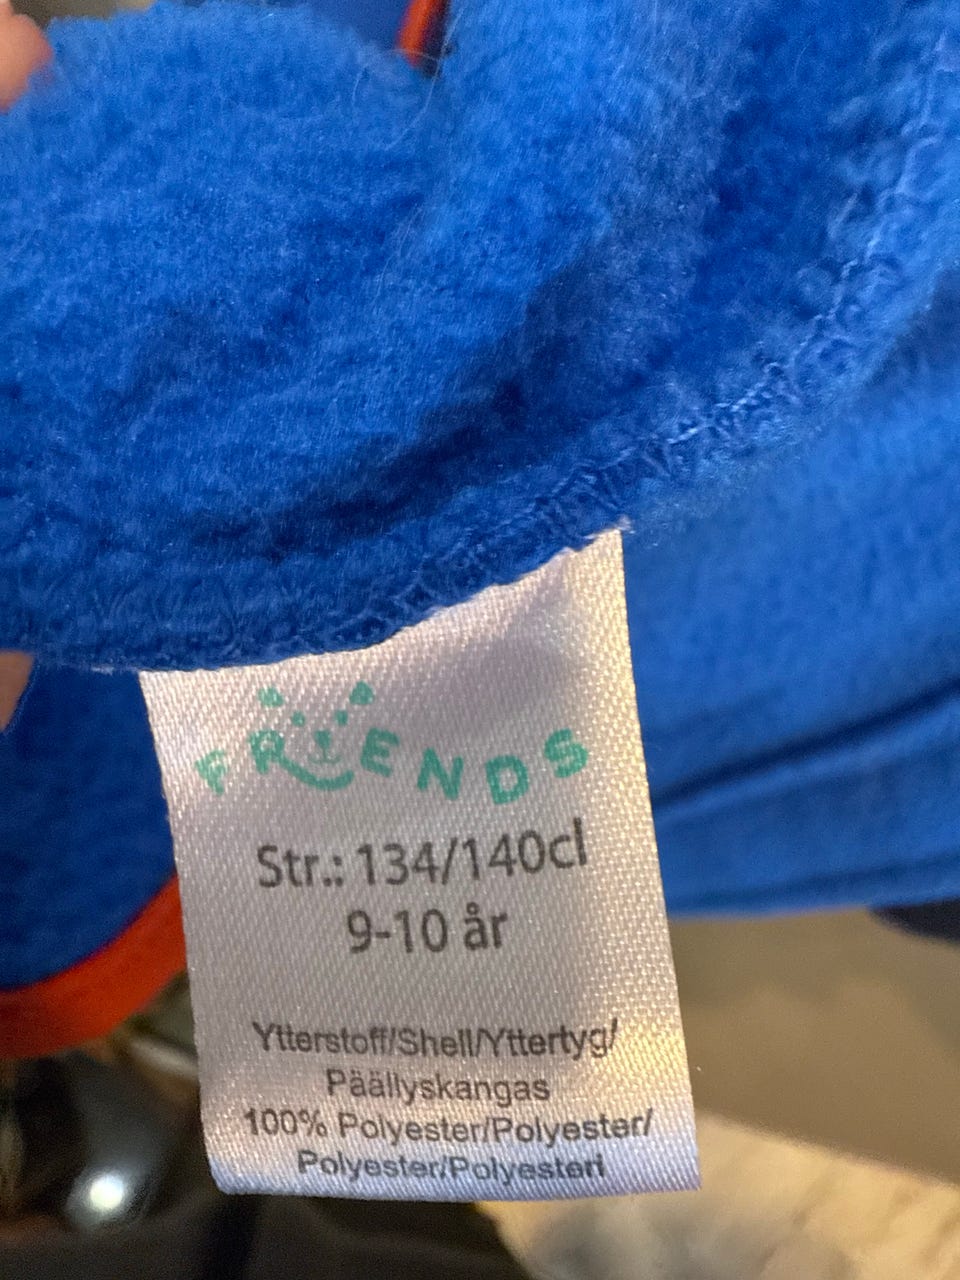 FRIENDS
Str.: 134/140cl
9-10 år
Ytterstoff/Shell/Yttertyg/
Päällyskangas
100% Polyester/Polyester/
Polyester/Polyesteri